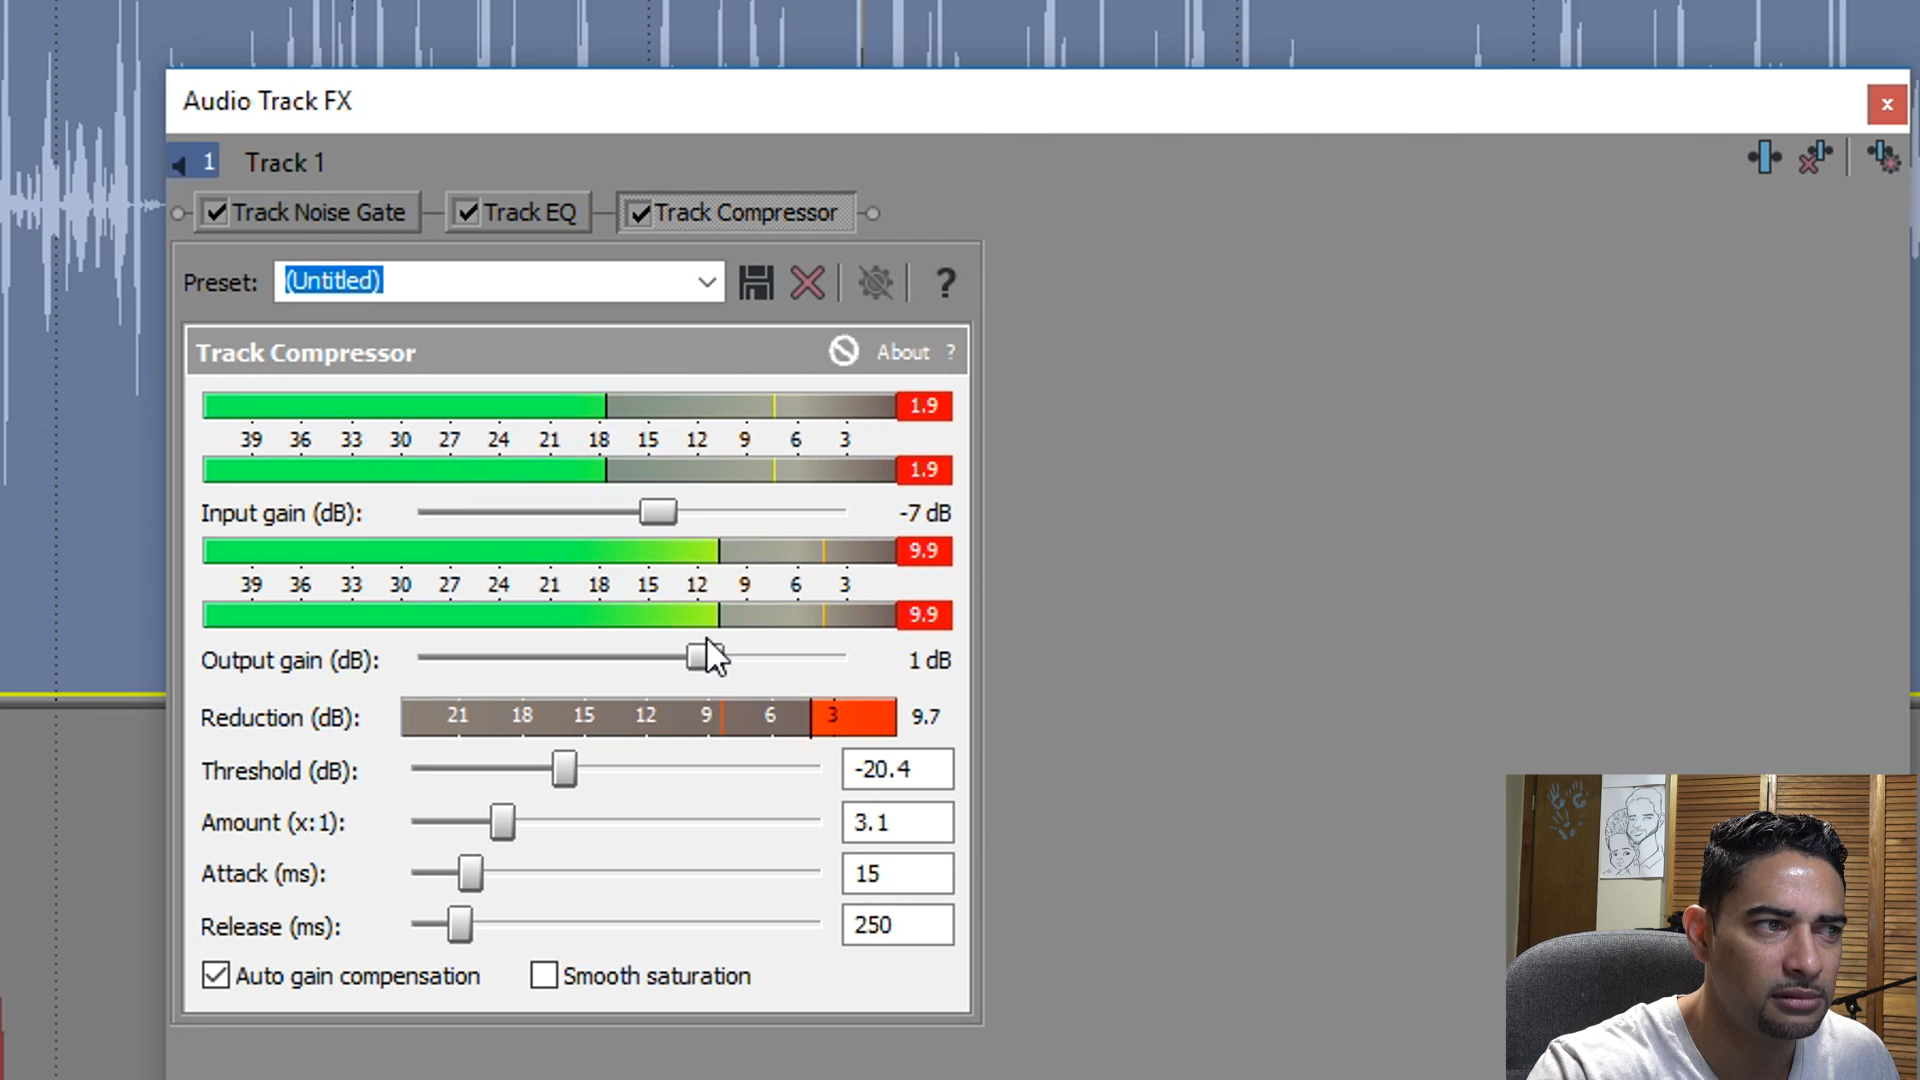 Audio Track FX
x
1 Track 1
Track Noise Gate Track EQ Track Compressor
Preset: (Untitled) ?
Track Compressor About ?
1.9
39 36 33 30 27 24 21 18 15 12 9 6 3
1.9
Input gain (dB): -7 dB
9.9
39 36 33 30 27 24 21 18 15 12 9 6 3
9.9
Output gain (dB): 1 dB
Reduction (dB): 21 18 15 12 9 6 3 9.7
Threshold (dB): -20.4
Amount (x:1): 3.1
Attack (ms): 15
Release (ms): 250
Auto gain compensation Smooth saturation